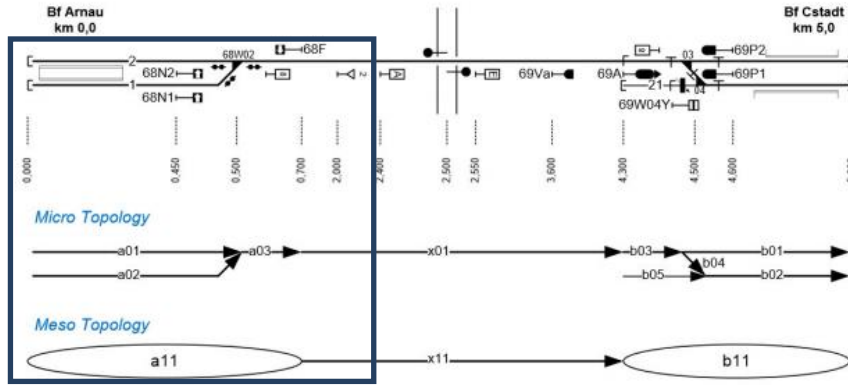 Bf Arnau
km 0,0
Bf Cstadt
km 5,0
68F
68W02
2
68N2
8
2
A
E
69Va
69A
8
03
69P2
69P1
1
68N1
21
04
69W04Y
0.000
0.450
0.500
0.700
2.000
2.400
2.500
2.550
3.600
4.300
4.500
4.600
Micro Topology
a01
a03
x01
b03
b01
a02
b04
b05
b02
Meso Topology
a11
x11
b11